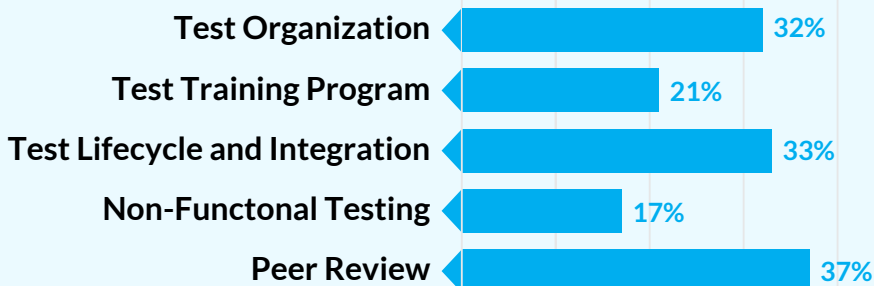 Test Organization 32%
Test Training Program 21%
Test Lifecycle and Integration 33%
Non-Functonal Testing 17%
Peer Review 37%